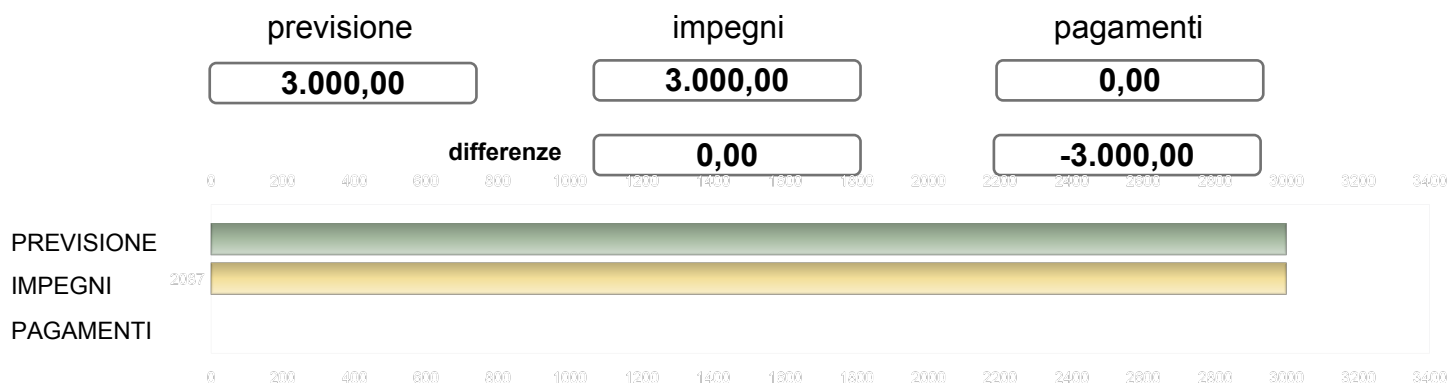 previsione impegni pagamenti
3.000,00 3.000,00 0,00
differenze 0,00 -3.000,00
0 200 400 600 800 1000 1200 1400 1600 1800 2000 2200 2400 2600 2800 3000 3200 3400
PREVISIONE
IMPEGNI 2087
PAGAMENTI
0 200 400 600 800 1000 1200 1400 1600 1800 2000 2200 2400 2600 2800 3000 3200 3400